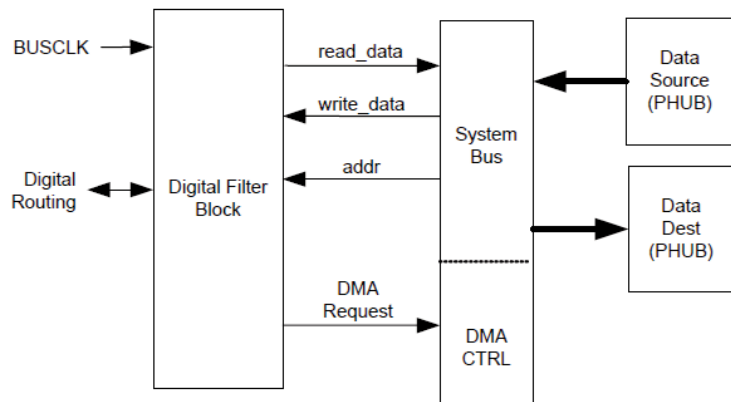 BUSCLK
Digital
Routing
Digital Filter
Block
read_data
write_data
addr
DMA
Request
System
Bus
DMA
CTRL
Data
Source
(PHUB)
Data
Dest
(PHUB)